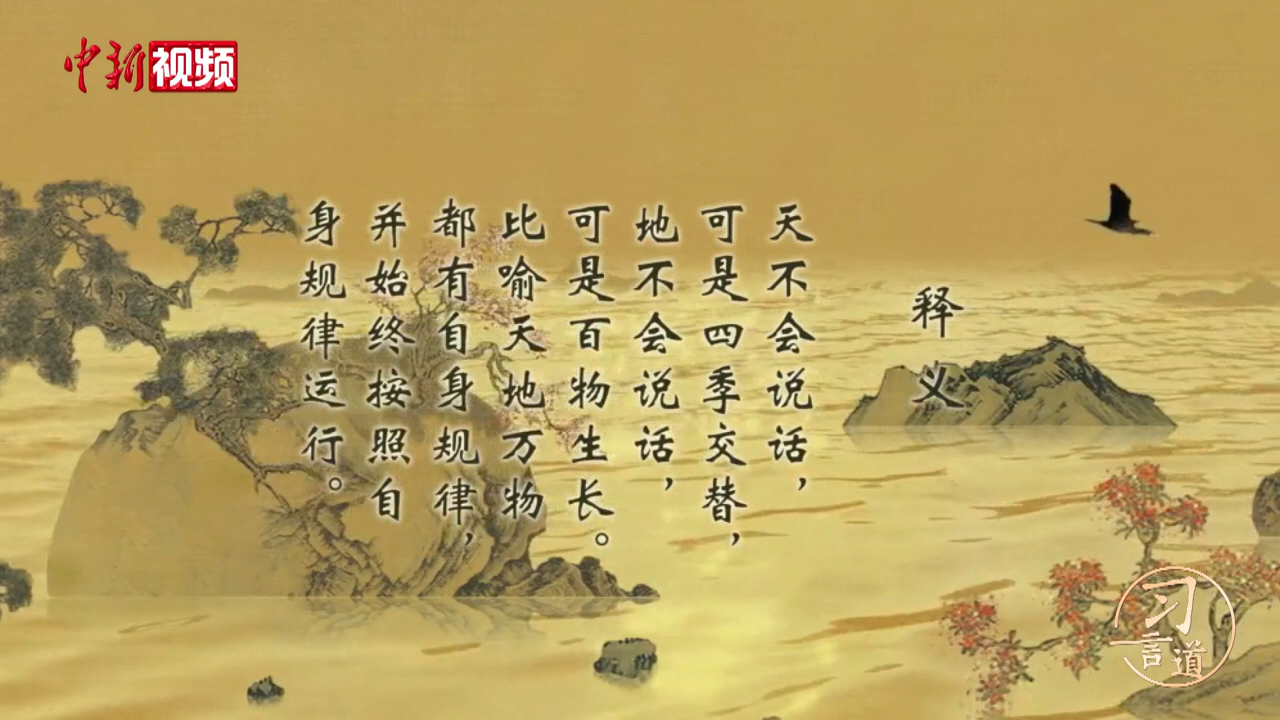 中新视频
释义
天不会说话，
可是四季交替，
地不会说话，
可是百物生长。
比喻天地万物
都有自身规律，
并始终按照自
身规律运行。
习
言道